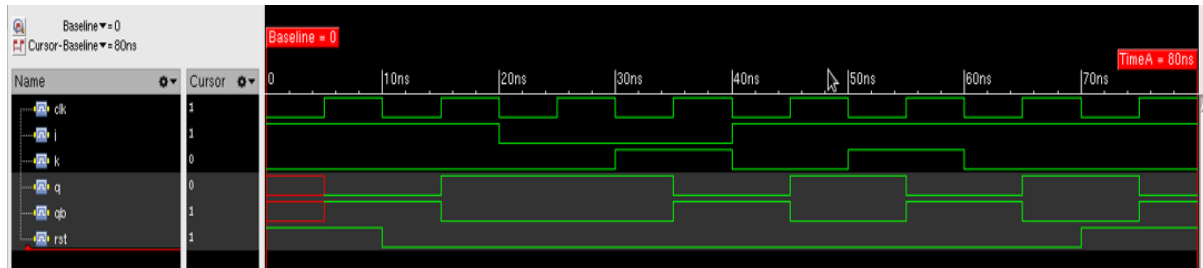 Baseline▼= 0
Cursor-Baseline▼= 80ns
Baseline = 0
TimeA = 80ns
Name Cursor 0 10ns 20ns 30ns 40ns 50ns 60ns 70ns
clk 1
j 1
k 0
q 0
qb 1
rst 1